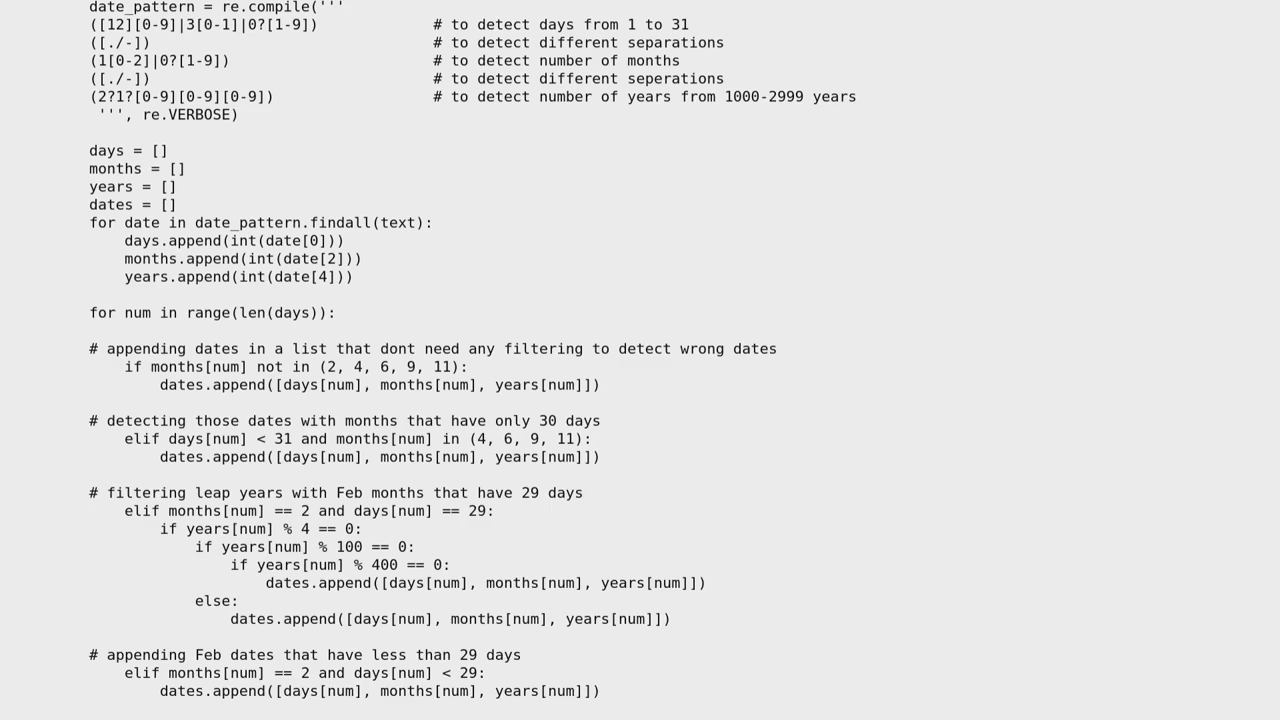 date_pattern = re.compile('''
([12][0-9]|3[0-1]|0?[1-9])             # to detect days from 1 to 31
([./-])                                # to detect different separations
(1[0-2]|0?[1-9])                       # to detect number of months
([./-])                                # to detect different seperations
(2?1?[0-9][0-9][0-9])                  # to detect number of years from 1000-2999 years
 ''', re.VERBOSE)

days = []
months = []
years = []
dates = []
for date in date_pattern.findall(text):
    days.append(int(date[0]))
    months.append(int(date[2]))
    years.append(int(date[4]))

for num in range(len(days)):

# appending dates in a list that dont need any filtering to detect wrong dates
    if months[num] not in (2, 4, 6, 9, 11):
        dates.append([days[num], months[num], years[num]])

# detecting those dates with months that have only 30 days
    elif days[num] < 31 and months[num] in (4, 6, 9, 11):
        dates.append([days[num], months[num], years[num]])

# filtering leap years with Feb months that have 29 days
    elif months[num] == 2 and days[num] == 29:
        if years[num] % 4 == 0:
            if years[num] % 100 == 0:
                if years[num] % 400 == 0:
                    dates.append([days[num], months[num], years[num]])
            else:
                dates.append([days[num], months[num], years[num]])

# appending Feb dates that have less than 29 days
    elif months[num] == 2 and days[num] < 29:
        dates.append([days[num], months[num], years[num]])